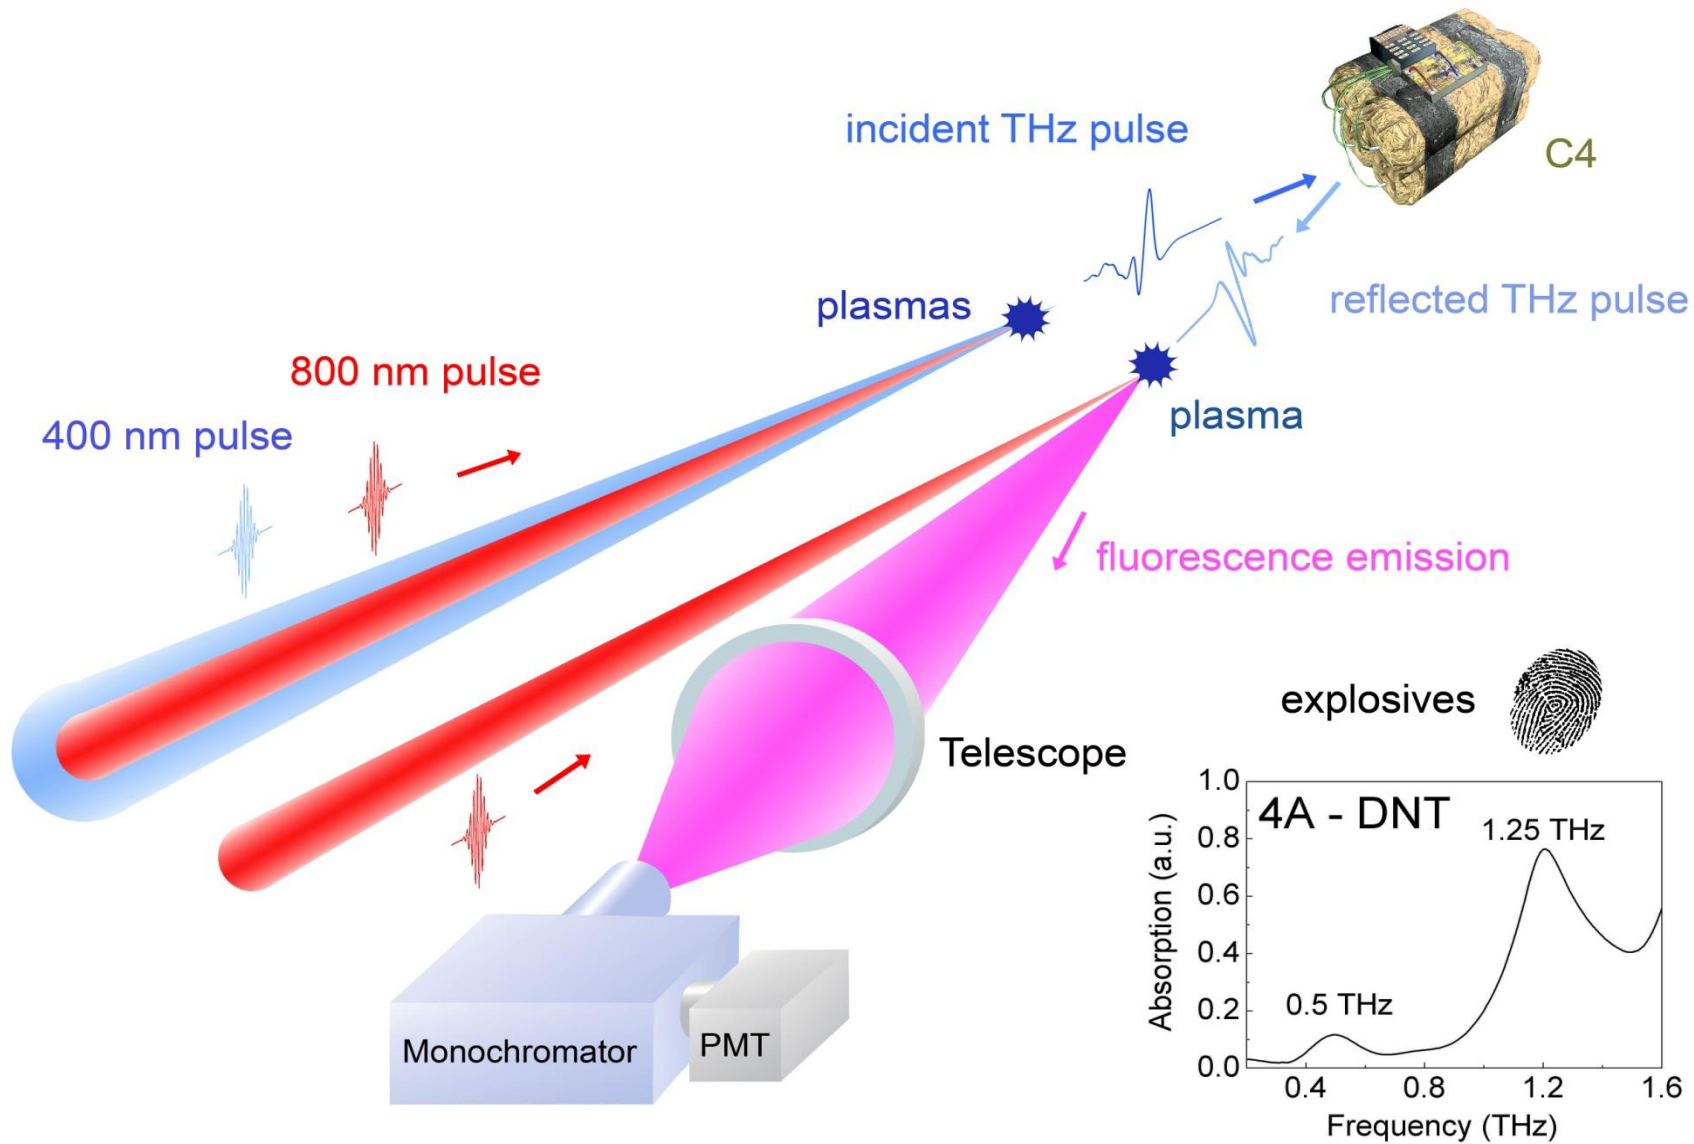 incident THz pulse
C4
reflected THz pulse
plasmas
800 nm pulse
400 nm pulse
plasma
fluorescence emission
Telescope
Monochromator
PMT
explosives
4A - DNT
1.25 THz
0.5 THz
Absorption (a.u.)
1.0
0.8
0.6
0.4
0.2
0.0
0.4 0.8 1.2 1.6
Frequency (THz)